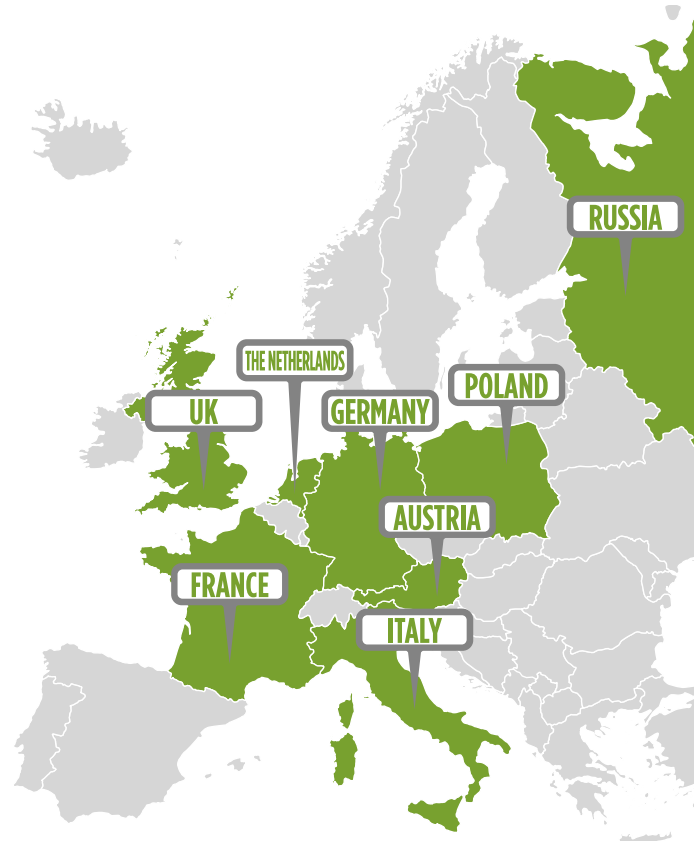 RUSSIA
THE NETHERLANDS
POLAND
UK
GERMANY
AUSTRIA
FRANCE
ITALY